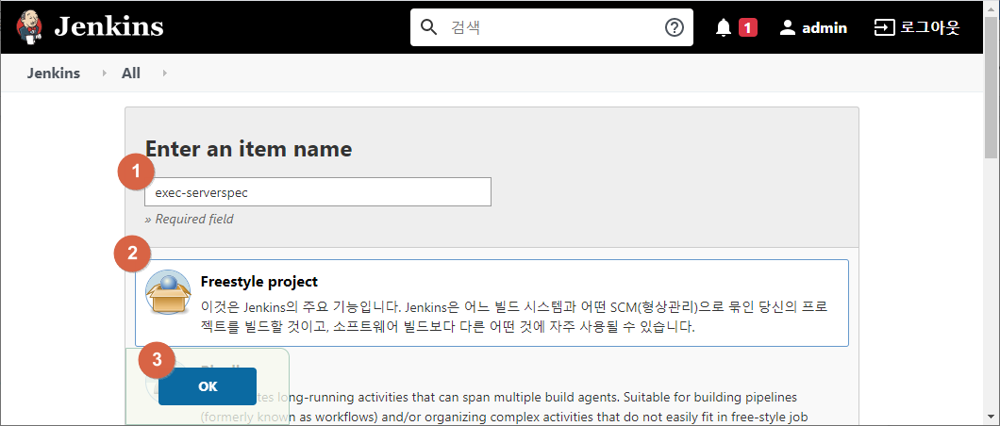 Jenkins
검색
1
admin
로그아웃
Jenkins
All
Enter an item name
1
exec-serverspec
» Required field
2
Freestyle project
이것은 Jenkins의 주요 기능입니다. Jenkins은 어느 빌드 시스템과 어떤 SCM(형상관리)으로 묶인 당신의 프로
젝트를 빌드할 것이고, 소프트웨어 빌드보다 다른 어떤 것에 자주 사용될 수 있습니다.
3
OK
long-running activities that can span multiple build agents. Suitable for building pipelines
(formerly known as workflows) and/or organizing complex activities that do not easily fit in free-style job